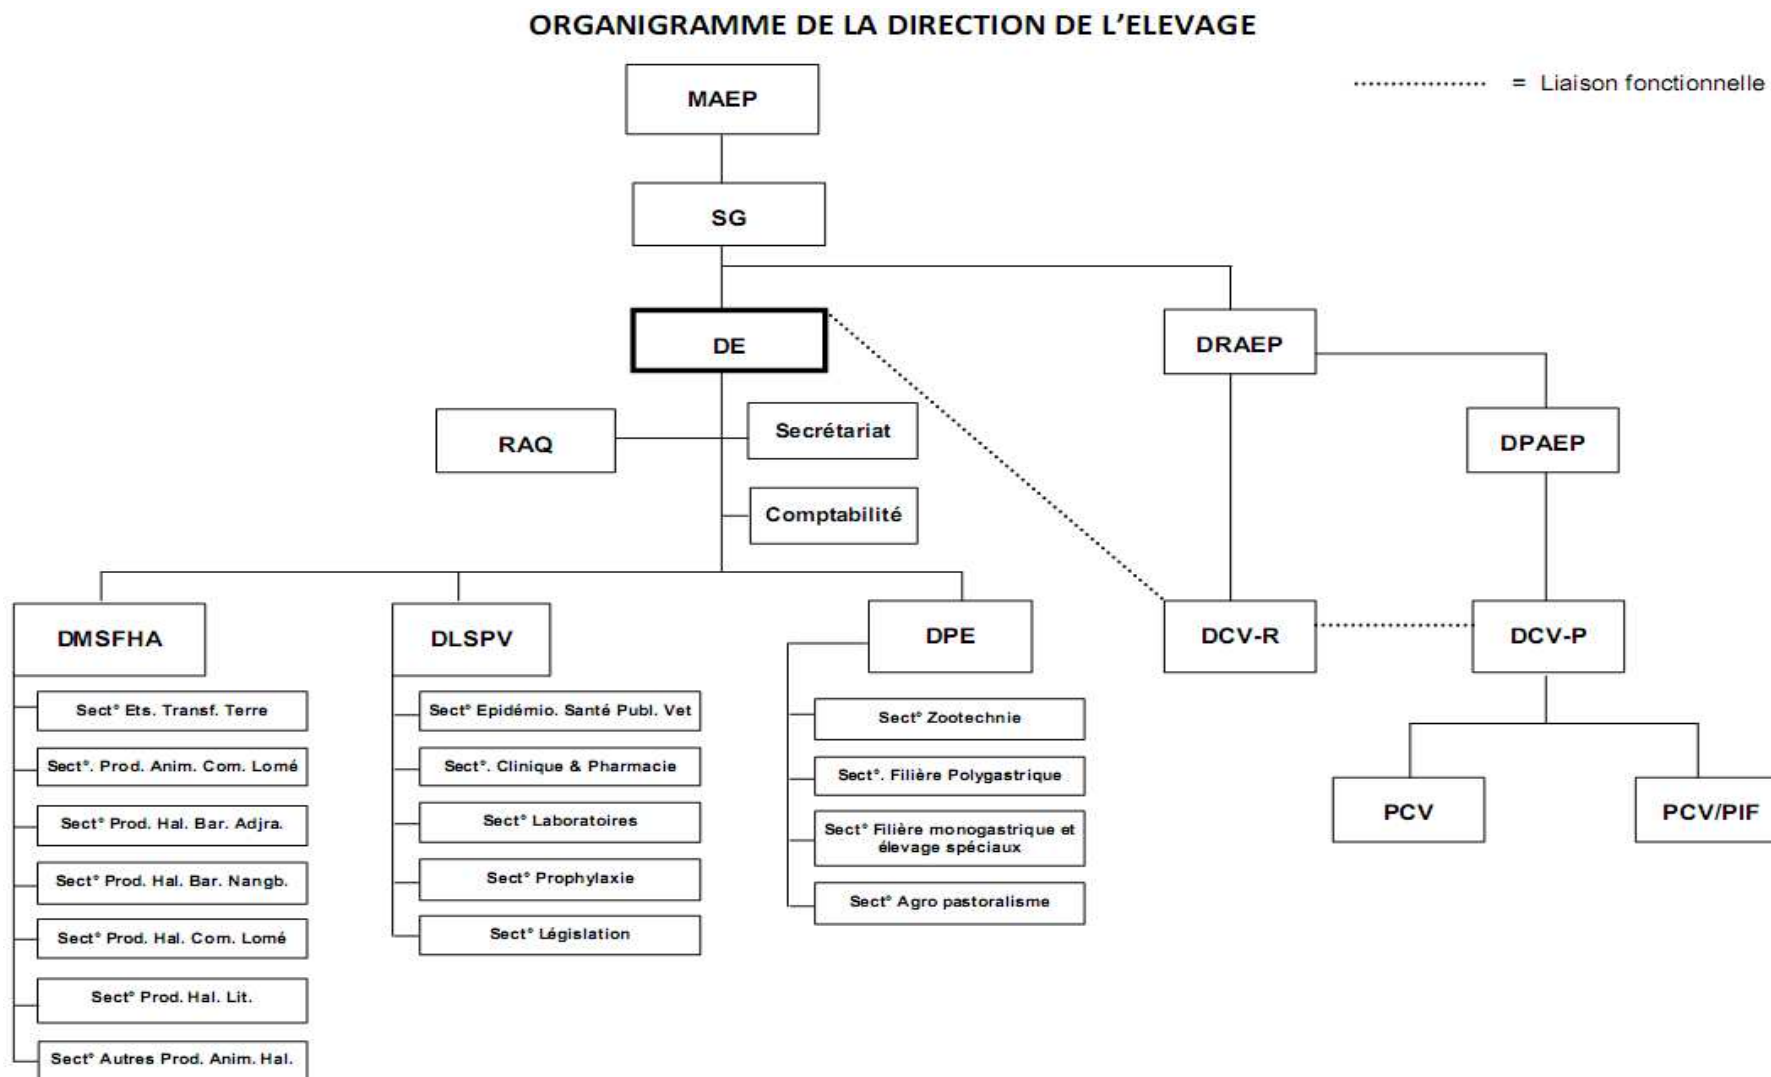 ORGANIGRAMME DE LA DIRECTION DE L'ELEVAGE
MAEP
= Liaison fonctionnelle
SG
DE
DRAEP
RAQ
Secrétariat
DPAEP
Comptabilité
DMSFHA
DLSPV
DPE
DCV-R
DCV-P
Sect° Ets. Transf. Terre
Sect°. Prod. Anim. Com. Lomé
Sect° Prod. Hal. Bar. Adjra.
Sect° Prod. Hal. Bar. Nangb.
Sect° Prod. Hal. Com. Lomé
Sect° Prod. Hal. Lit.
Sect° Autres Prod. Anim. Hal.
Sect° Epidémio. Santé Publ. Vet
Sect°. Clinique & Pharmacie
Sect° Laboratoires
Sect° Prophylaxie
Sect° Législation
Sect° Zootechnie
Sect°. Filière Polygastrique
Sect° Filière monogastrique et
élevage spéciaux
Sect° Agro pastoralisme
PCV
PCV/PIF